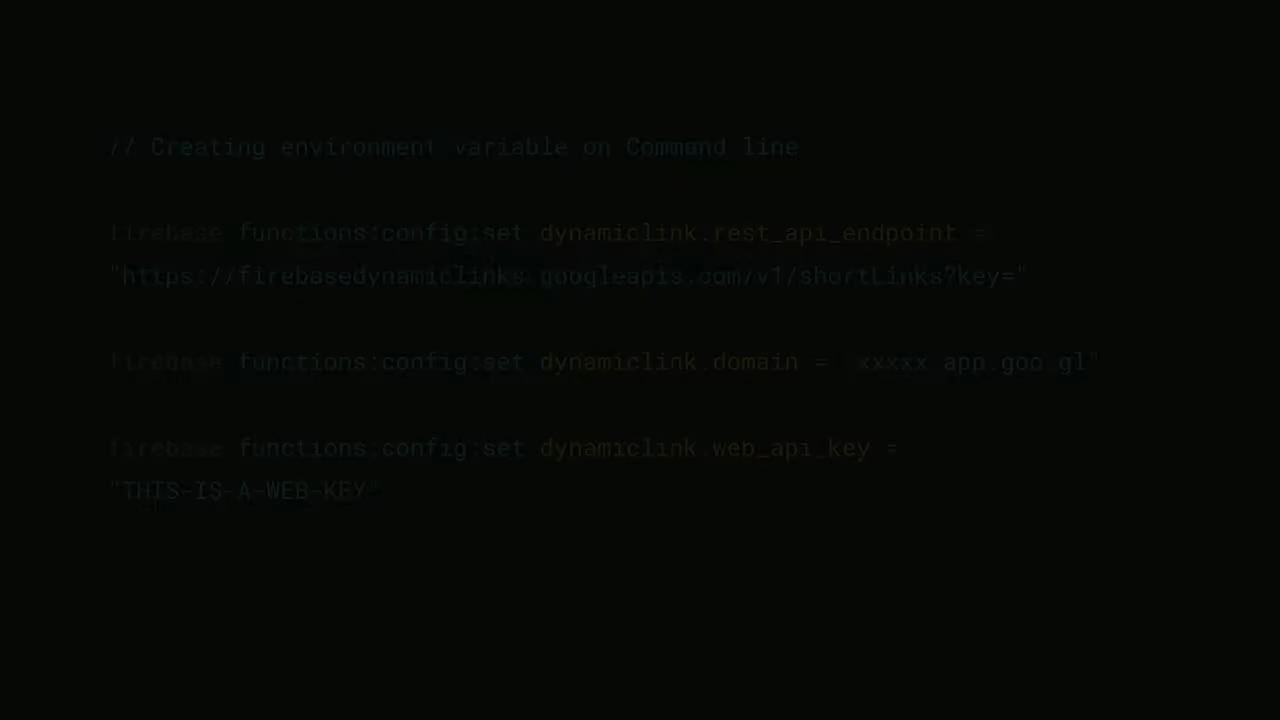 // Creating environment variable on Command line
firebase functions:config:set dynamiclink.rest_api_endpoint =
"https://firebasedynamiclinks.googleapis.com/v1/shortLinks?key="
firebase functions:config:set dynamiclink.domain = "xxxxx.app.goo.gl"
firebase functions:config:set dynamiclink.web_api_key =
"THIS-IS-A-WEB-KEY"